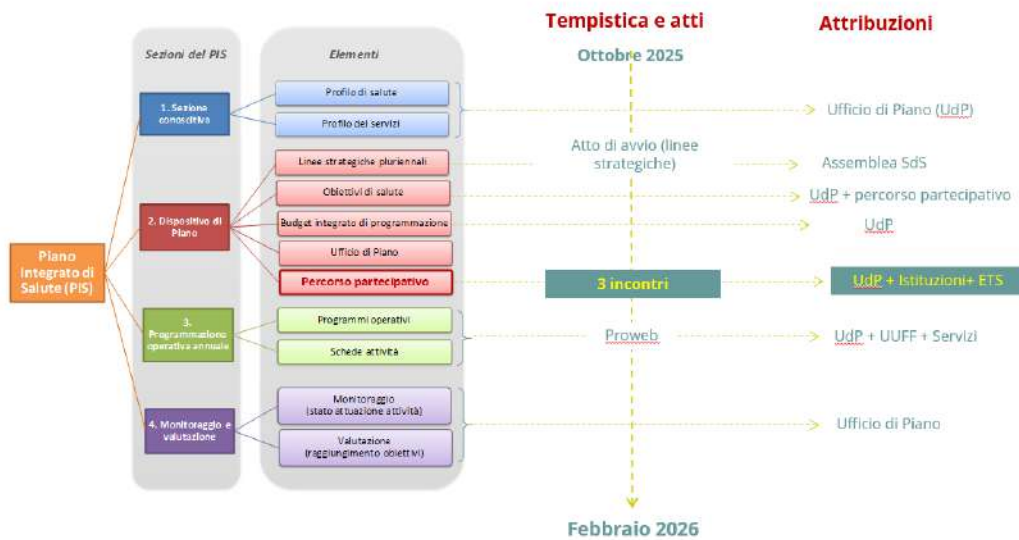 Tempistica e atti
Attribuzioni
Sezioni del PIS
Elementi
Ottobre 2025
Profilo di salute
1. Sezione
conoscitiva
Profilo dei servizi
Ufficio di Piano (UdP)
Atto di avvio (linee
strategiche)
Linee strategiche pluriennali
Assemblea SdS
Obiettivi di salute
UdP + percorso partecipativo
2. Dispositivo di
Piano
Budget integrato di programmazione
UdP
Ufficio di Piano
Piano
Integrato di
Salute (PIS)
Percorso partecipativo
3 incontri
UdP + Istituzioni+ ETS
3.
Programmazione
operativa annuale
Programmi operativi
Schede attività
Proweb
UdP + UUFF + Servizi
4. Monitoraggio e
valutazione
Monitoraggio
(stato attuazione attività)
Valutazione
(raggiungimento obiettivi)
Ufficio di Piano
Febbraio 2026